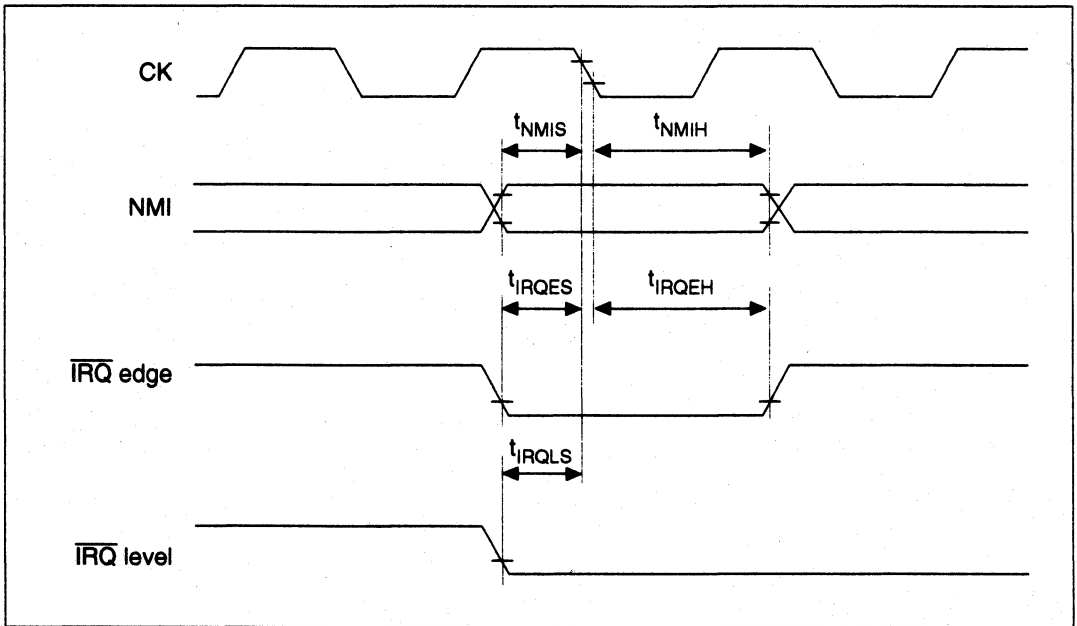 CK
tNMIS tNMIH
NMI
tIRQES tIRQEH
IRQ edge
tIRQLS
IRQ level